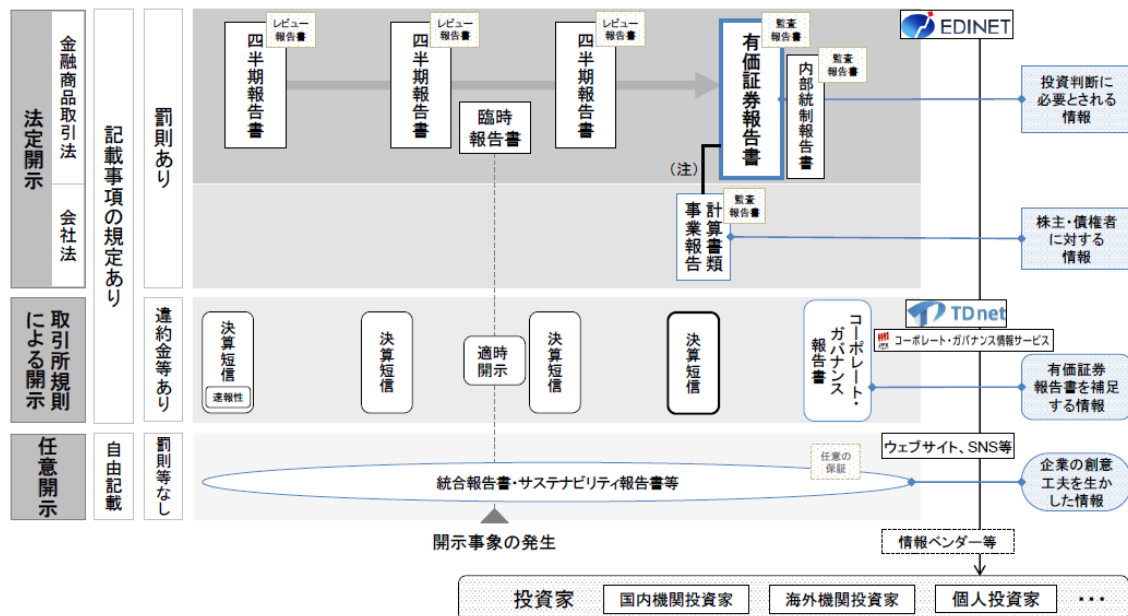 法定開示
金融商品取引法
会社法
記載事項の規定あり
罰則あり
四半期報告書
レビュー
報告書
四半期報告書
レビュー
報告書
臨時
報告書
四半期報告書
レビュー
報告書
有価証券報告書
監査
報告書
内部統制報告書
監査
報告書
EDINET
投資判断に
必要とされる
情報
(注)
計算書類
事業報告
監査
報告書
株主・債権者
に対する
情報
取引所規則
による開示
違約金等あり
決算短信
速報性
決算短信
適時
開示
決算短信
決算短信
コーポレート・
ガバナンス
報告書
TDnet
コーポレート・ガバナンス情報サービス
有価証券
報告書を補足
する情報
任意開示
自由記載
罰則等なし
統合報告書・サステナビリティ報告書等
任意の
保証
ウェブサイト、SNS等
企業の創意
工夫を生か
した情報
開示事象の発生
情報ベンダー等
投資家
国内機関投資家
海外機関投資家
個人投資家
・・・